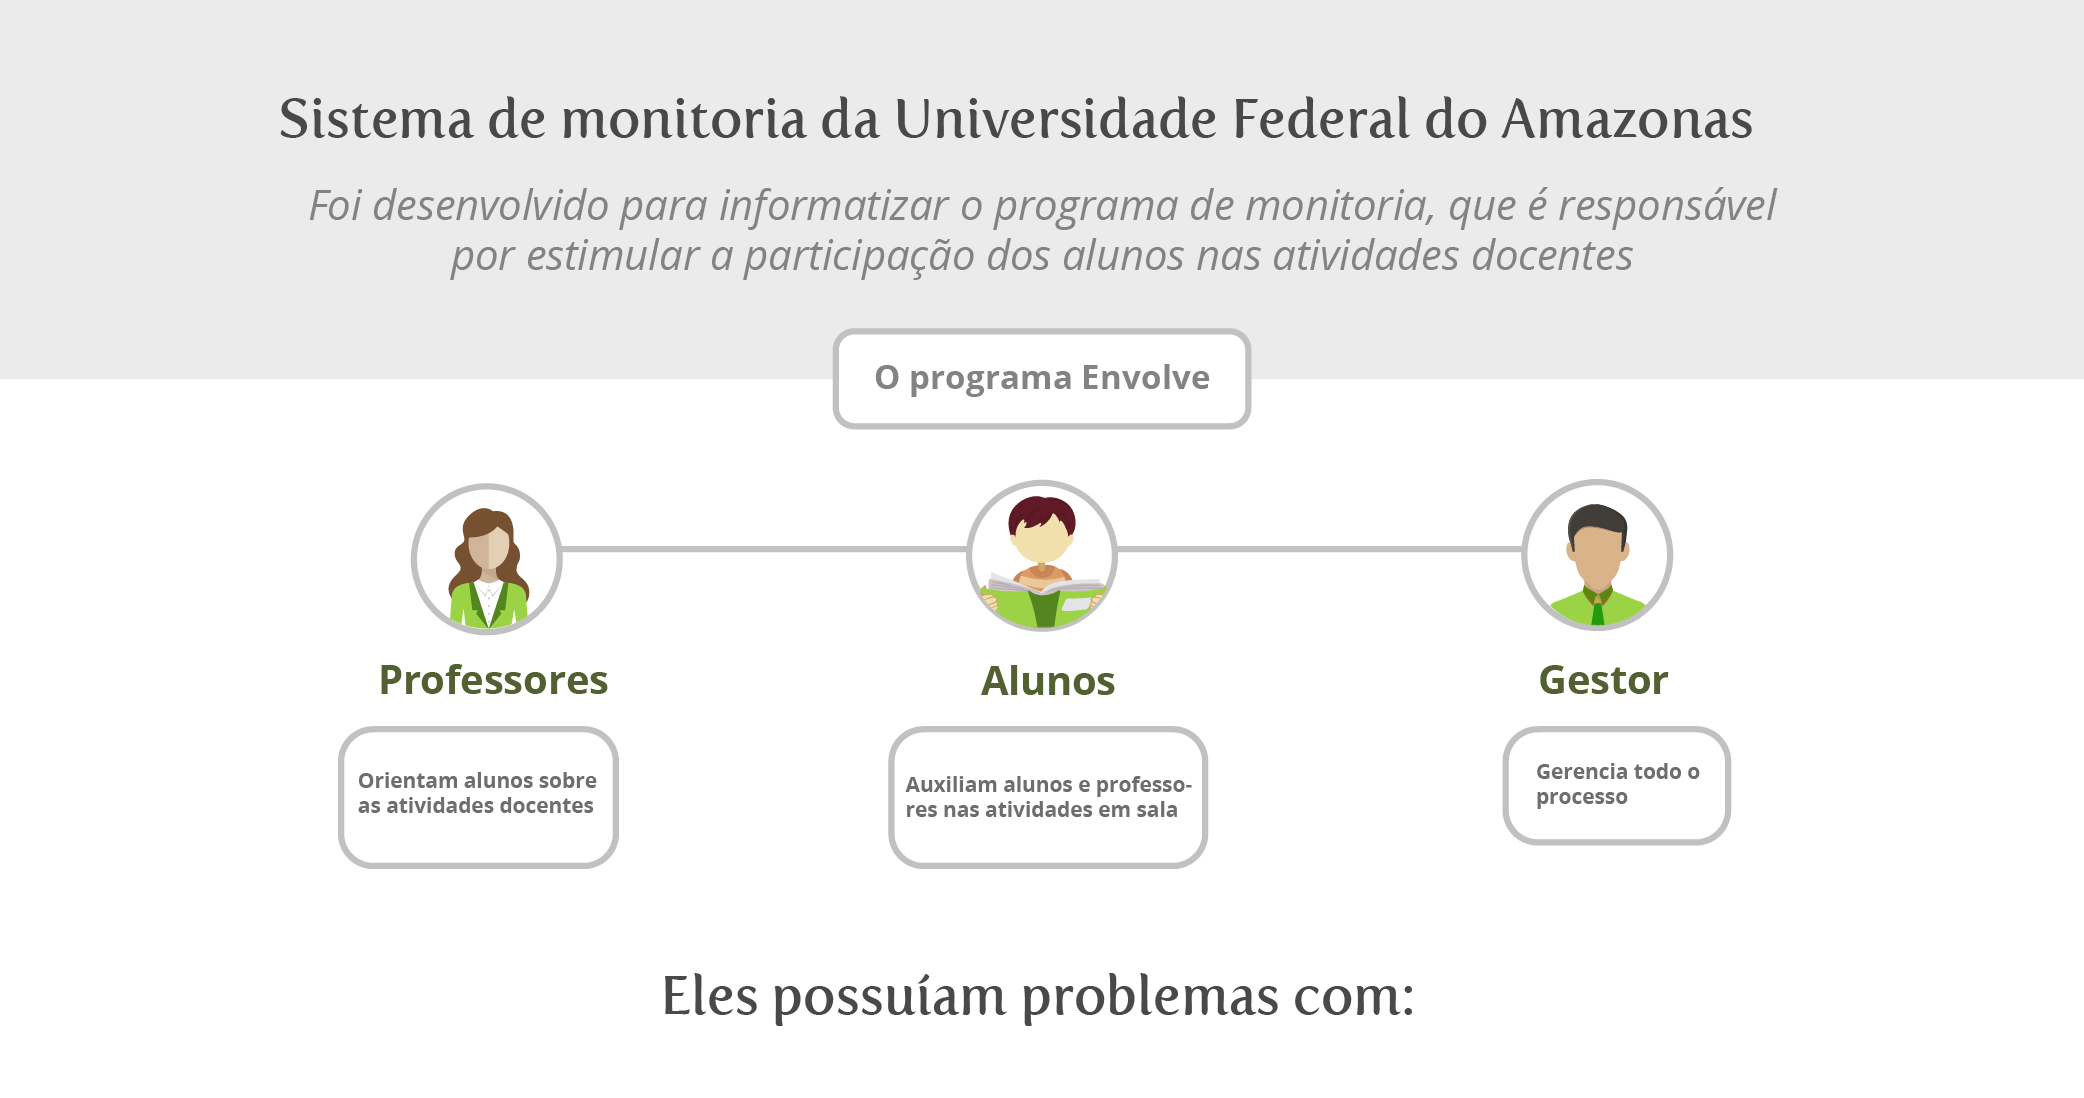 Sistema de monitoria da Universidade Federal do Amazonas
Foi desenvolvido para informatizar o programa de monitoria, que é responsável
por estimular a participação dos alunos nas atividades docentes
O programa Envolve
Professores
Orientam alunos sobre
as atividades docentes
Alunos
Auxiliam alunos e professo-
res nas atividades em sala
Gestor
Gerencia todo o
processo
Eles possuíam problemas com: